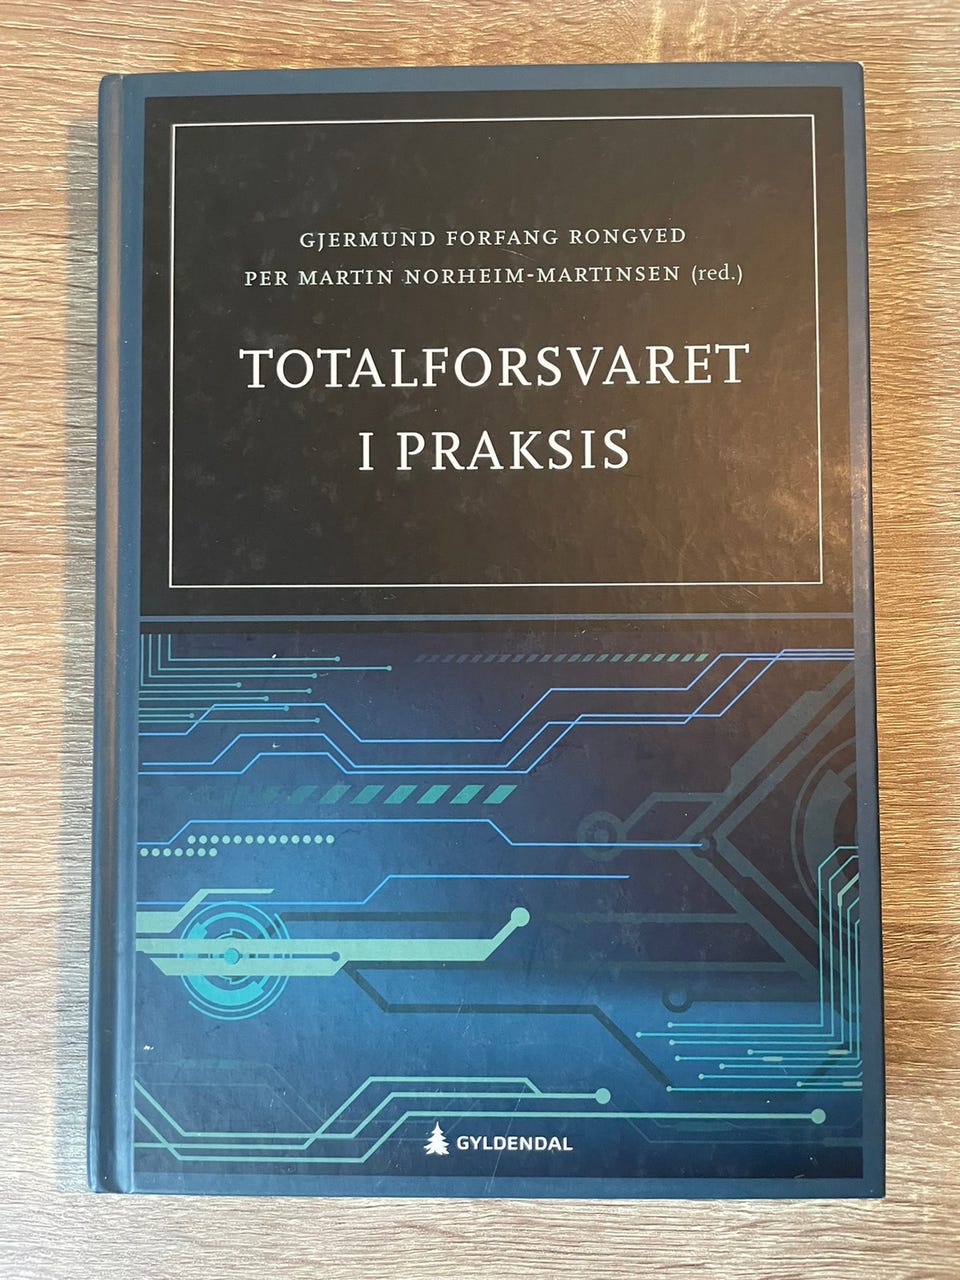 GJERMUND FORFANG RONGVED
PER MARTIN NORHEIM-MARTINSEN (red.)
TOTALFORSVARET
I PRAKSIS
GYLDENDAL